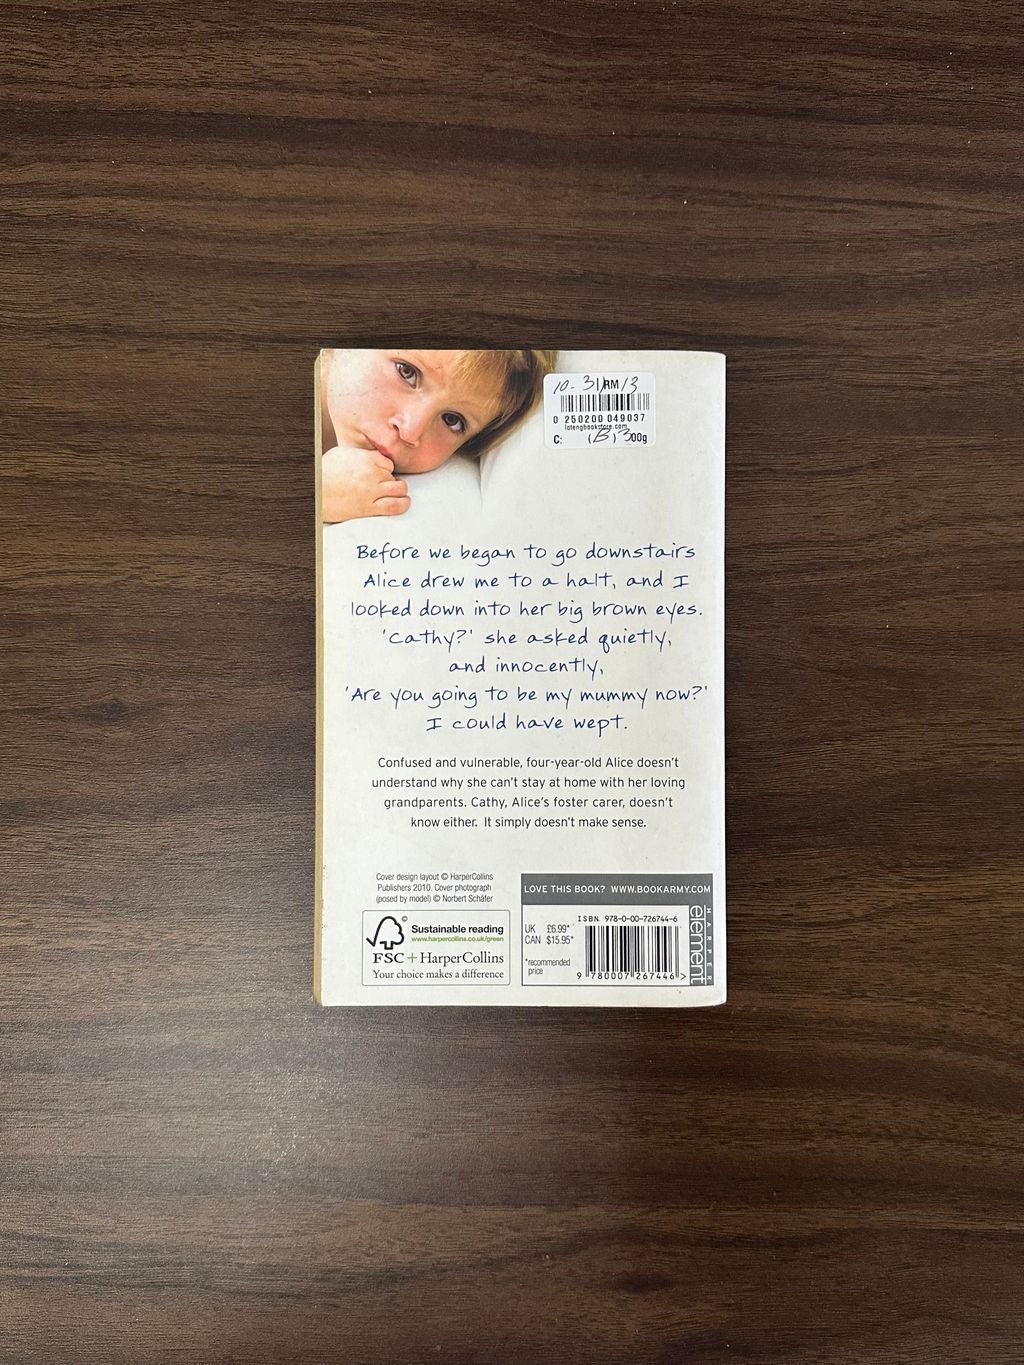 10-31 RM 13
0 250200 049037
lotengbookstore.com
C: 00g
Before we began to go downstairs
Alice drew me to a halt, and I
looked down into her big brown eyes.
'Cathy?' she asked quietly,
and innocently,
'Are you going to be my mummy now?'
I could have wept.
Confused and vulnerable, four-year-old Alice doesn't
understand why she can't stay at home with her loving
grandparents. Cathy, Alice's foster carer, doesn't
know either. It simply doesn't make sense.
Cover design layout © HarperCollins
Publishers 2010. Cover photograph
(posed by model) © Norbert Schäfer
©
Sustainable reading
www.harpercollins.co.uk/green
FSC + HarperCollins
Your choice makes a difference
LOVE THIS BOOK? WWW.BOOKARMY.COM
ISBN 978-0-00-726744-6
UK £6.99*
CAN $15.95*
*recommended
price
9 780007 267446 >
HARPER
element